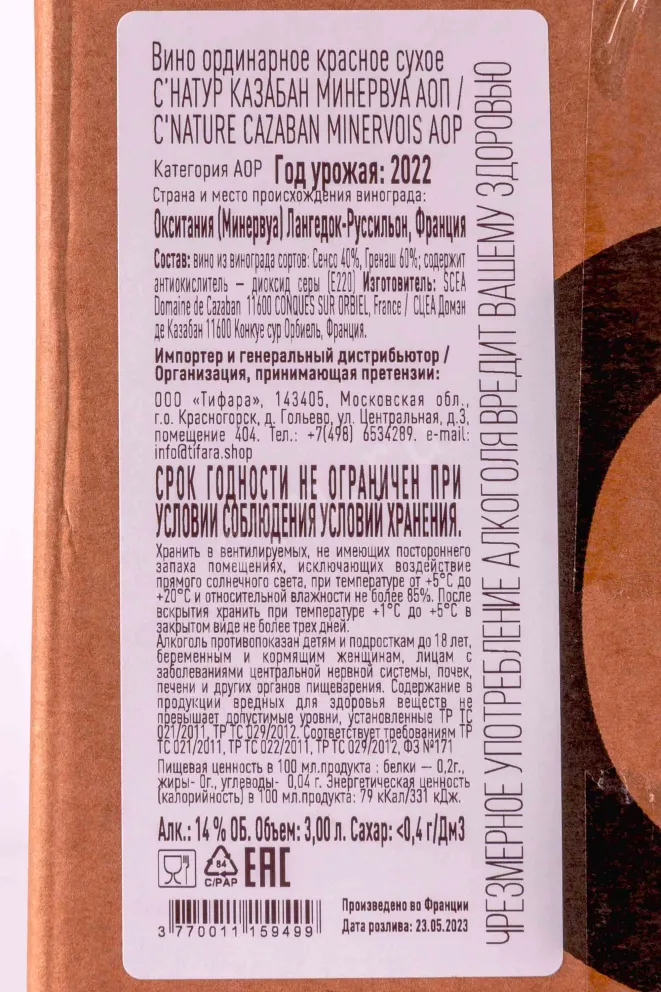 Вино ординарное красное сухое
С'НАТУР КАЗАБАН МИНЕРВУА АОП /
C'NATURE CAZABAN MINERVOIS AOP
Категория АОР Год урожая: 2022
Страна и место происхождения винограда:
Окситания (Минервуа) Лангедок-Руссильон, Франция
Состав: вино из винограда сортов: Сенсо 40%, Гренаш 60%; содержит
антиокислитель – диоксид серы (Е220) Изготовитель: SCEA
Domaine de Cazaban 11600 CONQUES SUR ORBIEL, France / СЦЕА Домэн
де Казабан 11600 Конкуе сур Орбиель, Франция.
Импортер и генеральный дистрибьютор /
Организация, принимающая претензии:
ООО «Тифара», 143405, Московская обл.,
г.о. Красногорск, д. Гольево, ул. Центральная, д.3,
помещение 404. Тел.: +7(498) 6534289. e-mail:
info@tifara.shop
СРОК ГОДНОСТИ НЕ ОГРАНИЧЕН ПРИ
УСЛОВИИ СОБЛЮДЕНИЯ УСЛОВИЙ ХРАНЕНИЯ.
Хранить в вентилируемых, не имеющих постороннего
запаха помещениях, исключающих воздействие
прямого солнечного света, при температуре от +5°С до
+20°С и относительной влажности не более 85%. После
вскрытия хранить при температуре +1°С до +5°С в
закрытом виде не более трех дней.
Алкоголь противопоказан детям и подросткам до 18 лет,
беременным и кормящим женщинам, лицам с
заболеваниями центральной нервной системы, почек,
печени и других органов пищеварения. Содержание в
продукции вредных для здоровья веществ не
превышает допустимые уровни, установленные ТР ТС
021/2011, ТР ТС 029/2012. Соответствует требованиям ТР
ТС 021/2011, ТР ТС 022/2011, ТР ТС 029/2012, ФЗ №171
Пищевая ценность в 100 мл.продукта : белки – 0,2г.,
жиры- 0г., углеводы- 0,04 г. Энергетическая ценность
(калорийность) в 100 мл.продукта: 79 кКал/331 кДж.
Алк.: 14 % ОБ. Объем: 3,00 л. Сахар: <0,4 г/Дм3
84
C/PAP
ЕАС
3 770011 159499
Произведено во Франции
Дата розлива: 23.05.2023
ЧРЕЗМЕРНОЕ УПОТРЕБЛЕНИЕ АЛКОГОЛЯ ВРЕДИТ ВАШЕМУ ЗДОРОВЬЮ